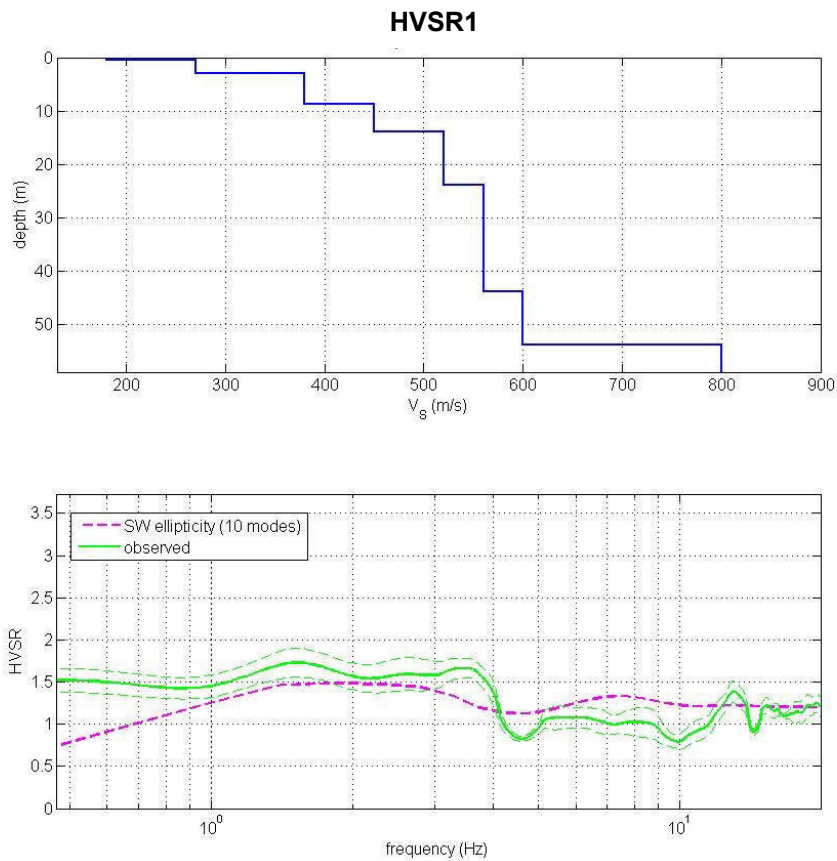 HVSR1
0
10
20
30
40
50
depth (m)
200 300 400 500 600 700 800 900
V_S (m/s)
3.5
3
2.5
2
1.5
1
0.5
0
HVSR
SW ellipticity (10 modes)
observed
10^0 10^1
frequency (Hz)